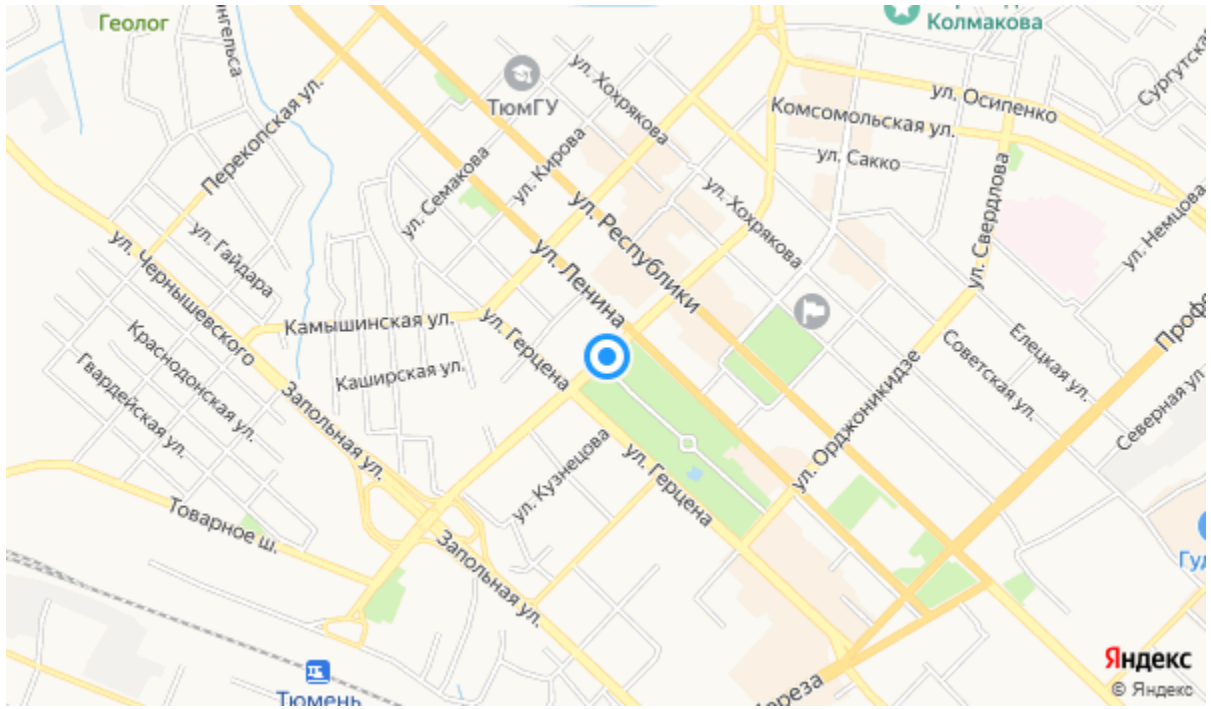 Геолог
Колмакова
ТюмГУ
ул. Хохрякова
ул. Осипенко
Комсомольская ул.
Перекопская ул.
ул. Семакова
ул. Кирова
ул. Сакко
ул. Хохрякова
ул. Свердлова
ул. Немцова
ул. Республики
ул. Ленина
ул. Гайдара
ул. Чернышевского
Камышинская ул.
ул. Герцена
Краснодонская ул.
Каширская ул.
Гвардейская ул.
Запольная ул.
ул. Орджоникидзе
Советская ул.
Елецкая ул.
Северная ул.
ул. Кузнецова
ул. Герцена
Товарное ш.
Запольная ул.
Тюмень
Яндекс
© Яндекс